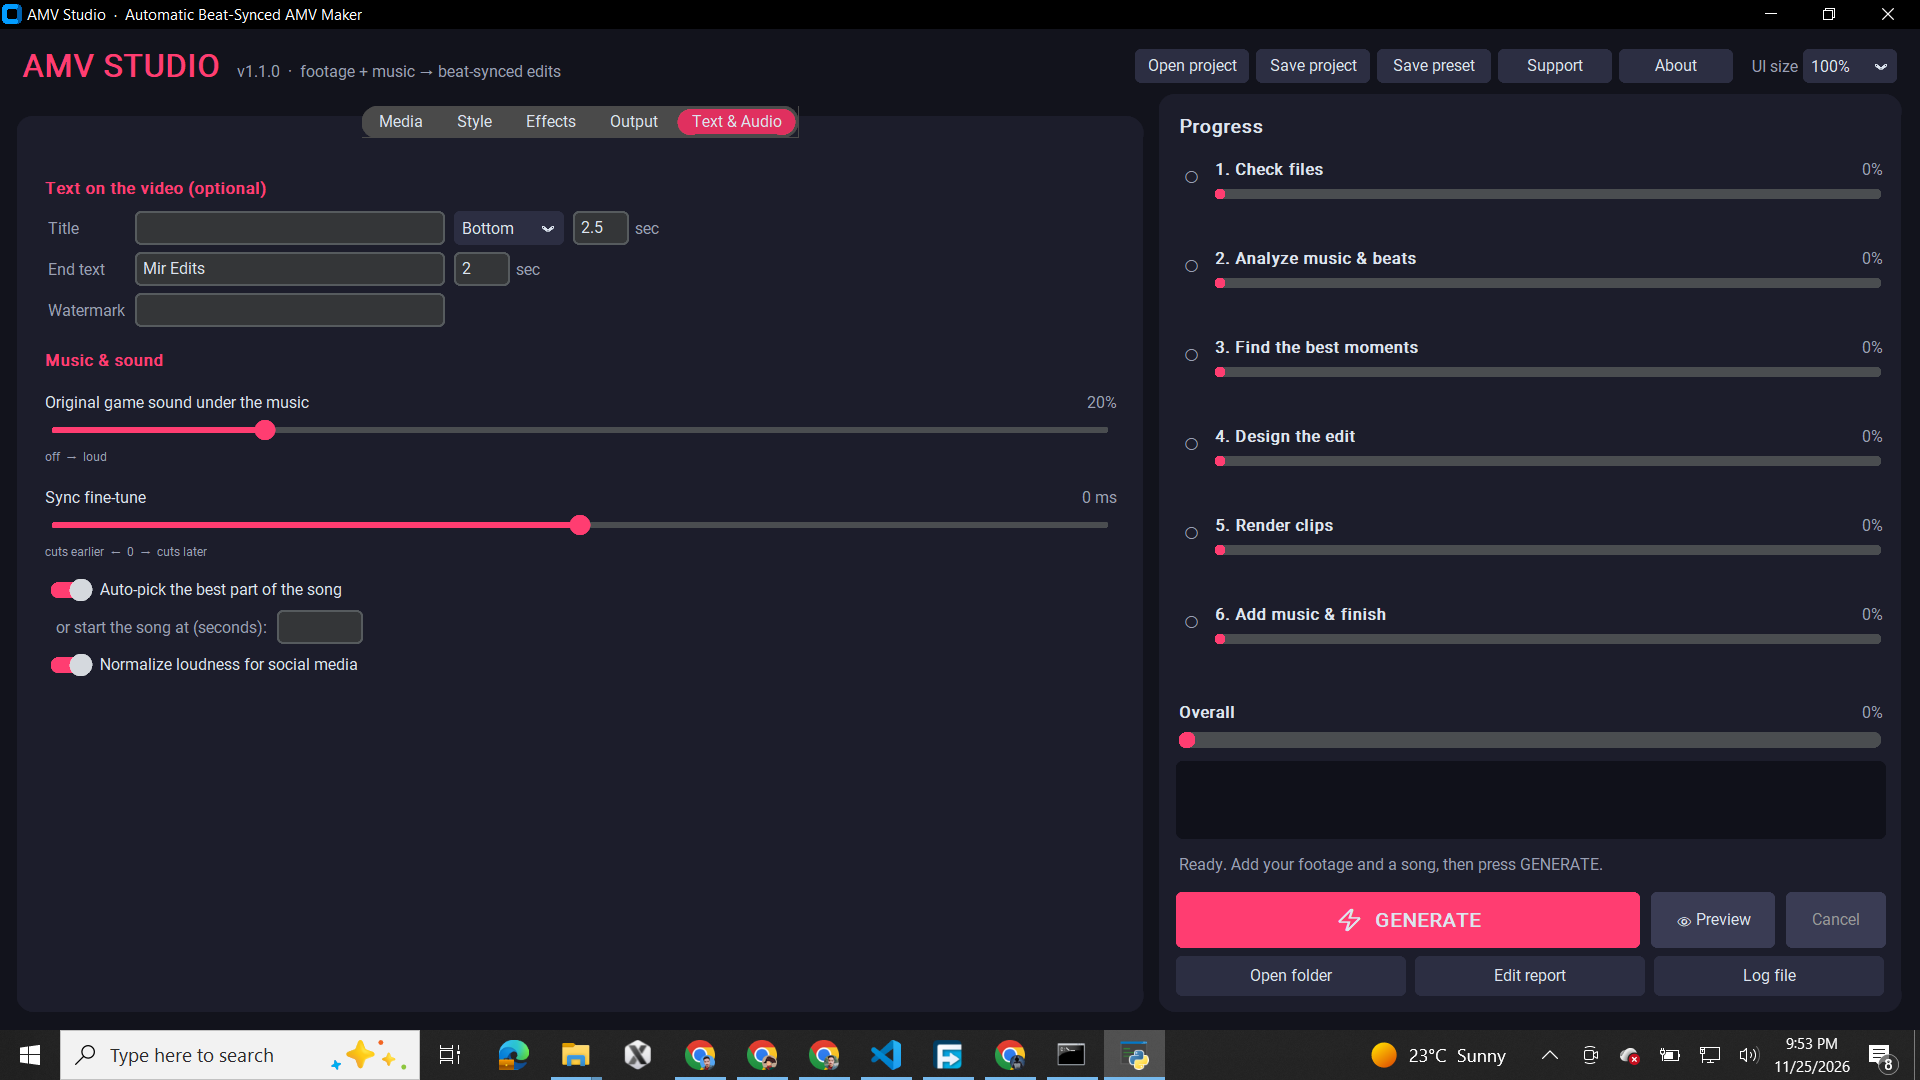 AMV Studio · Automatic Beat-Synced AMV Maker
AMV STUDIO v1.1.0 · footage + music → beat-synced edits
Open project Save project Save preset Support About UI size 100%
Media Style Effects Output Text & Audio
Text on the video (optional)
Title Bottom 2.5 sec
End text Mir Edits 2 sec
Watermark
Music & sound
Original game sound under the music 20%
off → loud
Sync fine-tune 0 ms
cuts earlier ← 0 → cuts later
Auto-pick the best part of the song
or start the song at (seconds):
Normalize loudness for social media
Progress
1. Check files 0%
2. Analyze music & beats 0%
3. Find the best moments 0%
4. Design the edit 0%
5. Render clips 0%
6. Add music & finish 0%
Overall 0%
Ready. Add your footage and a song, then press GENERATE.
GENERATE Preview Cancel
Open folder Edit report Log file
Type here to search
23°C Sunny
9:53 PM
11/25/2026
8